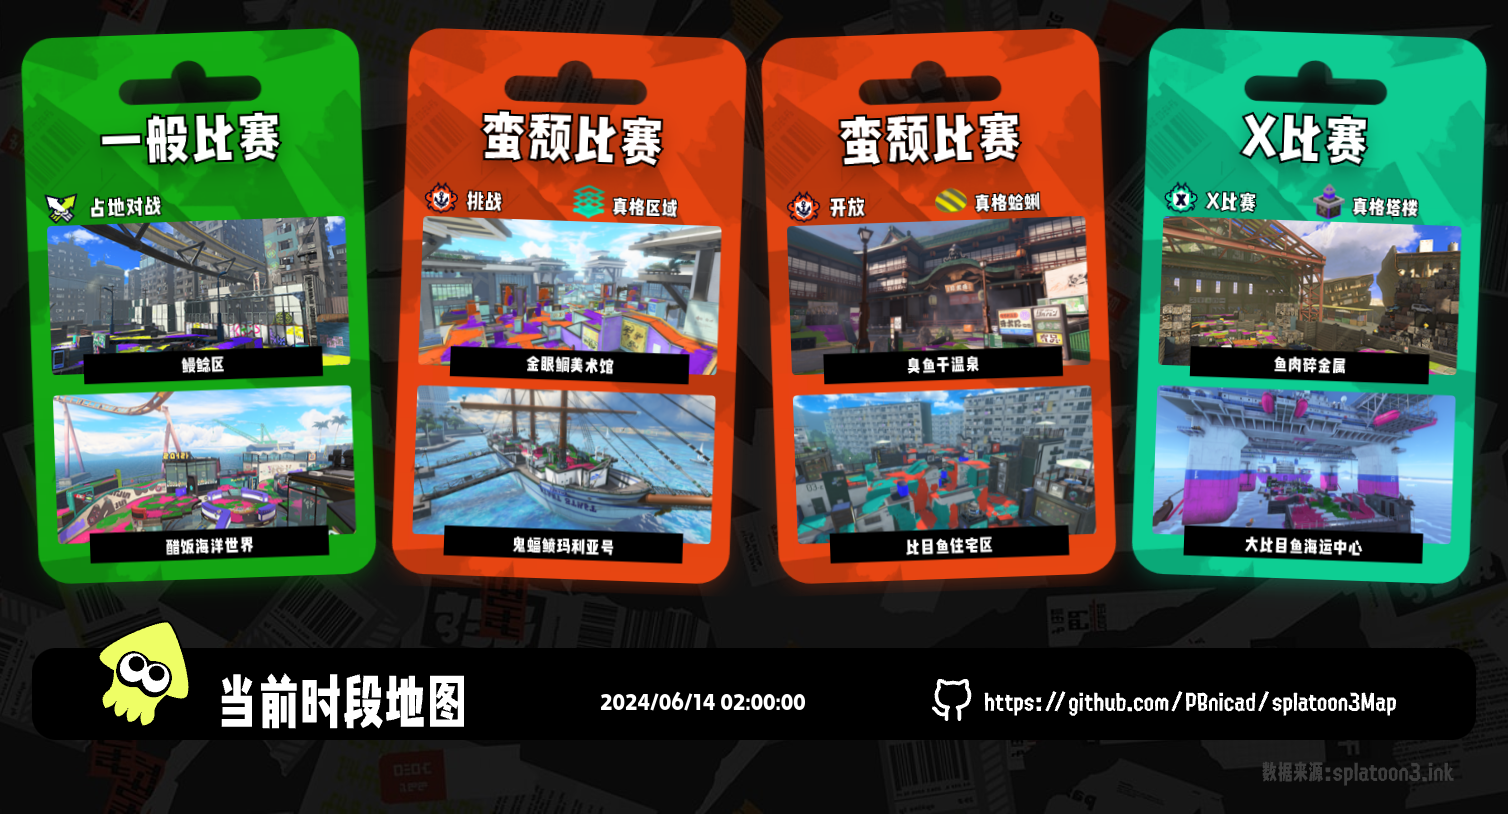 一般比赛
占地对战
鳗鲶区
醋饭海洋世界
蛮颓比赛
挑战
真格区域
金眼鲷美术馆
鬼蝠鲼玛利亚号
蛮颓比赛
开放
真格蛤蜊
臭鱼干温泉
比目鱼住宅区
X比赛
X比赛
真格塔楼
鱼肉碎金属
大比目鱼海运中心
当前时段地图
2024/06/14 02:00:00
https://github.com/PBnicad/splatoon3Map
数据来源:splatoon3.ink